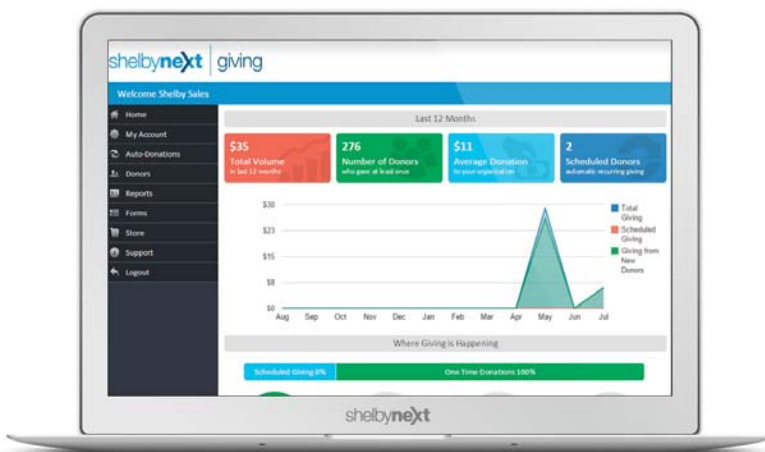 shelbynext | giving
Welcome Shelby Sales
Home
My Account
Auto-Donations
Donors
Reports
Forms
Store
Support
Logout
Last 12 Months
$35
Total Volume
in last 12 months
276
Number of Donors
who gave at least once
$11
Average Donation
to your organization
2
Scheduled Donors
automatic recurring giving
$30
$23
$15
$8
$0
Aug Sep Oct Nov Dec Jan Feb Mar Apr May Jun Jul
Total
Giving
Scheduled
Giving
Giving from
New
Donors
Where Giving is Happening
Scheduled Giving 0%
One Time Donations 100%
shelbynext